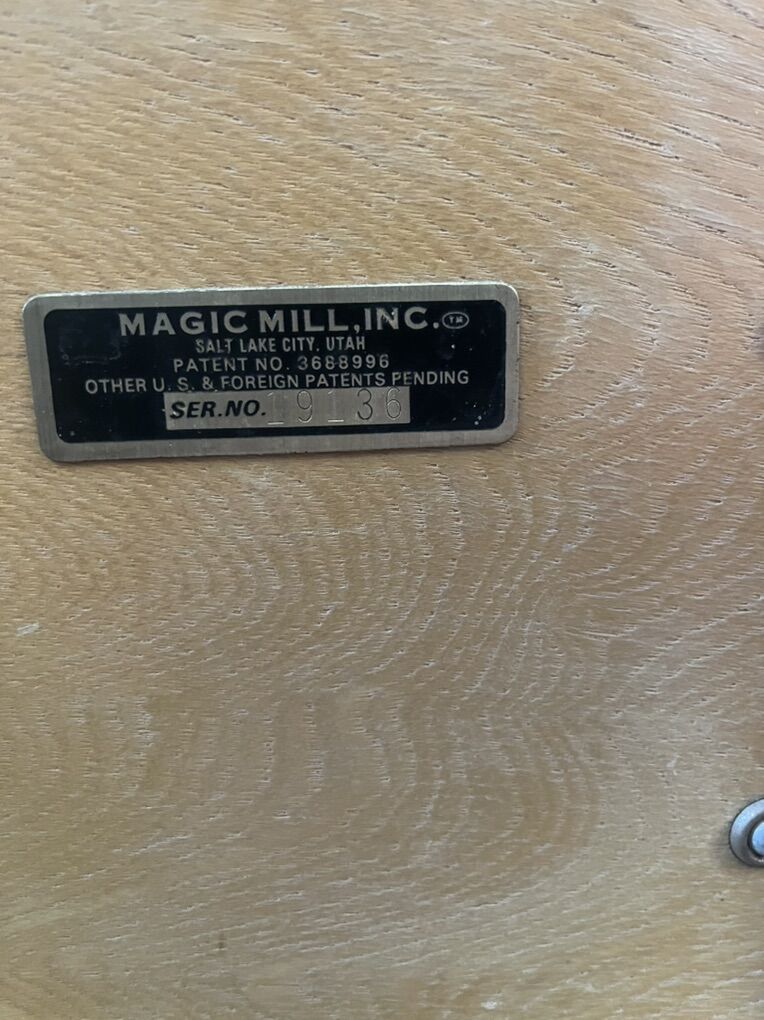 MAGIC MILL, INC. TM
SALT LAKE CITY, UTAH
PATENT NO. 3688996
OTHER U. S. & FOREIGN PATENTS PENDING
SER. NO. 19136